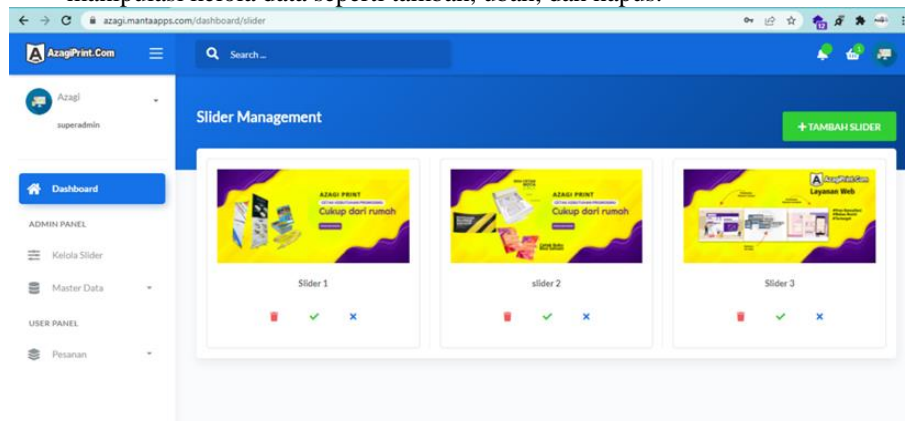 manipulasi kelola data seperti tambah, ubah, dan hapus.
azagi.mantaapps.com/dashboard/slider
AzagiPrint.Com
Search ...
Azagi
superadmin
Slider Management
+TAMBAH SLIDER
Dashboard
ADMIN PANEL
Kelola Slider
Master Data
USER PANEL
Pesanan
AZAGI PRINT
Cukup dari rumah
Slider 1
AZAGI PRINT
Cukup dari rumah
slider 2
AzagiPrint.Com
Layanan Web
Slider 3